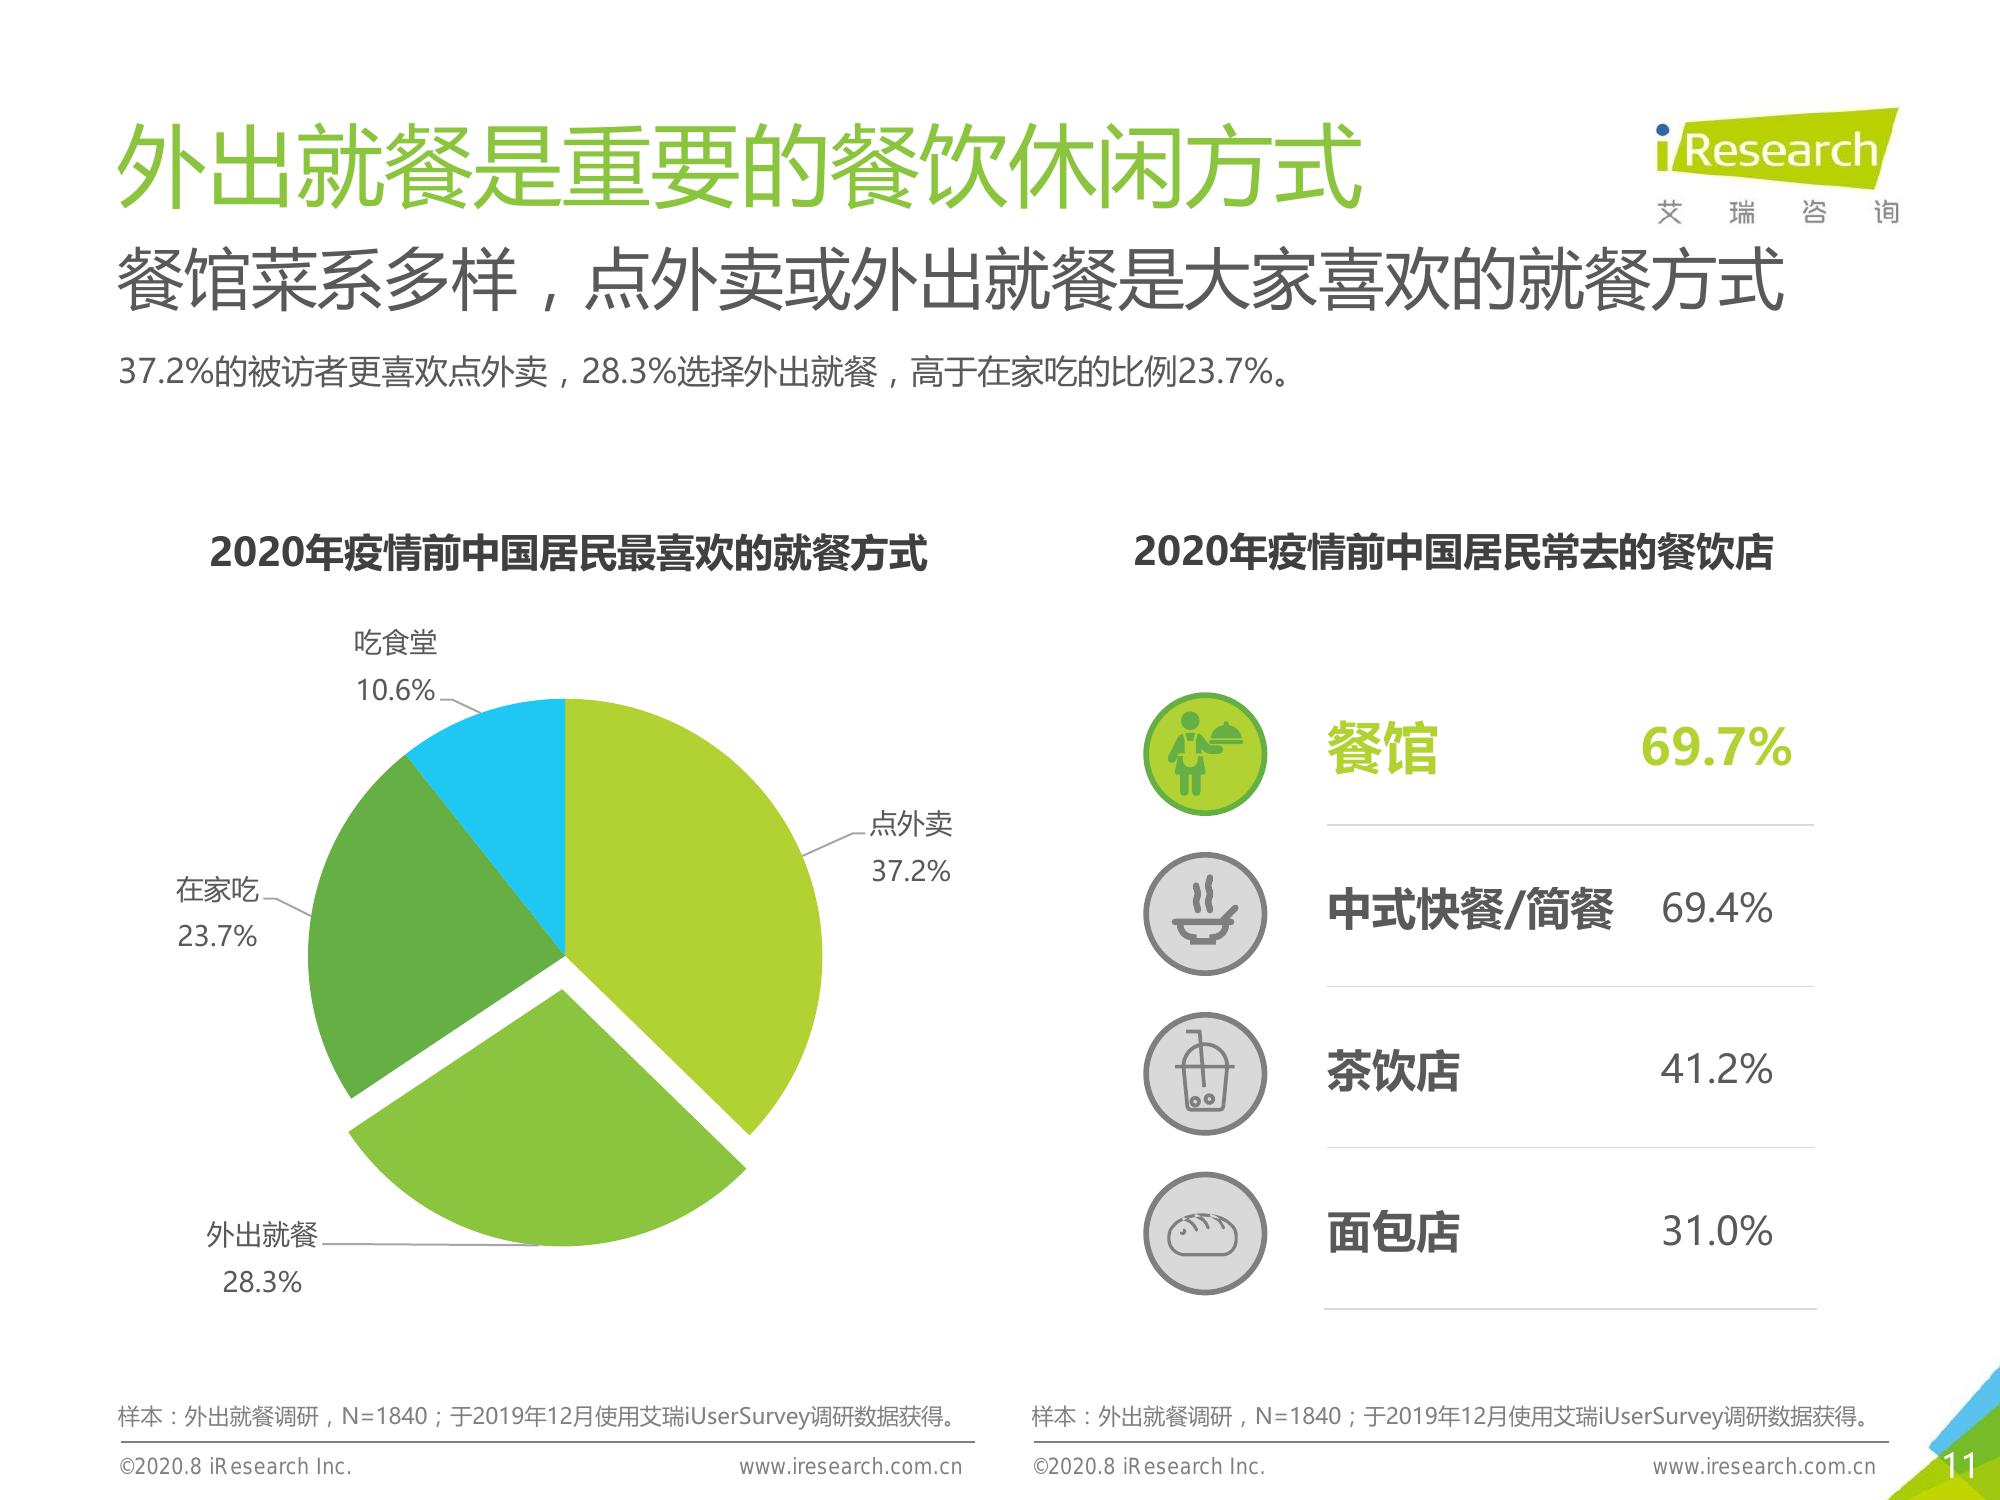 外出就餐是重要的餐饮休闲方式
iResearch
艾瑞咨询
餐馆菜系多样，点外卖或外出就餐是大家喜欢的就餐方式
37.2%的被访者更喜欢点外卖，28.3%选择外出就餐，高于在家吃的比例23.7%。
2020年疫情前中国居民最喜欢的就餐方式
吃食堂
10.6%
点外卖
37.2%
在家吃
23.7%
外出就餐
28.3%
2020年疫情前中国居民常去的餐饮店
餐馆 69.7%
中式快餐/简餐 69.4%
茶饮店 41.2%
面包店 31.0%
样本：外出就餐调研，N=1840；于2019年12月使用艾瑞iUserSurvey调研数据获得。
样本：外出就餐调研，N=1840；于2019年12月使用艾瑞iUserSurvey调研数据获得。
©2020.8 iResearch Inc. www.iresearch.com.cn
©2020.8 iResearch Inc. www.iresearch.com.cn
11